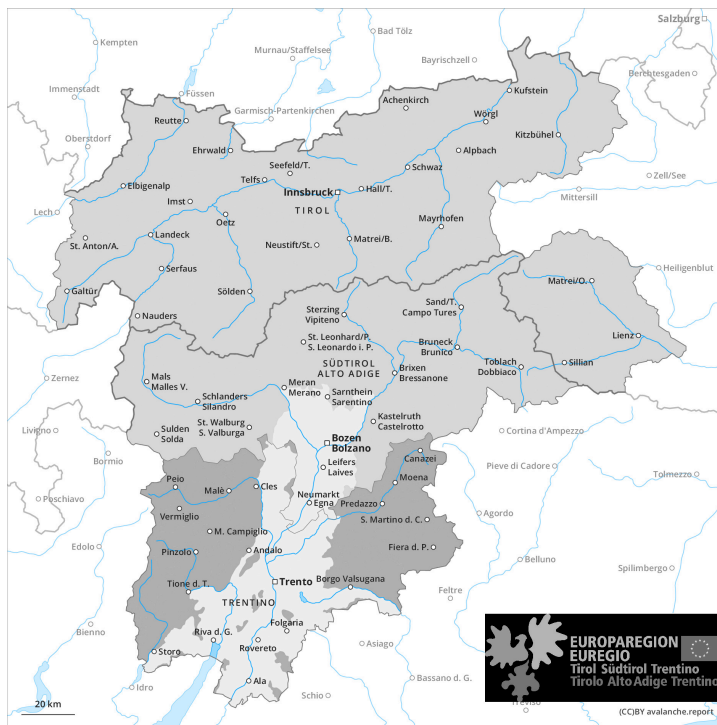 Salzburg
Kempten
Bad Tölz
Murnau/Staffelsee
Bayrischzell
Berchtesgaden
Immenstadt
Füssen
Garmisch-Partenkirchen
Achenkirch
Kufstein
Reutte
Wörgl
Oberstdorf
Ehrwald
Kitzbühel
Alpbach
Seefeld/T.
Schwaz
Zell/See
Telfs
Elbigenalp
Innsbruck
Hall/T.
Mittersill
Imst
TIROL
Lech
Oetz
Mayrhofen
Landeck
St. Anton/A.
Neustift/St.
Matrei/B.
Serfaus
Heiligenblut
Matrei/O.
Galtür
Sölden
Sand/T.
Campo Tures
Nauders
Sterzing
Vipiteno
St. Leonhard/P.
S. Leonardo i. P.
Lienz
Bruneck
Brunico
SÜDTIROL
ALTO ADIGE
Toblach
Dobbiaco
Sillian
Brixen
Bressanone
Zernez
Mals
Malles V.
Meran
Merano
Sarnthein
Sarentino
Schlanders
Silandro
St. Walburg
S. Valburga
Kastelruth
Castelrotto
Livigno
Sulden
Solda
Cortina d'Ampezzo
Bozen
Bolzano
Bormio
Canazei
Pieve di Cadore
Leifers
Laives
Tolmezzo
Peio
Moena
Poschiavo
Malè
Cles
Neumarkt
Egna
Predazzo
Vermiglio
Agordo
S. Martino d. C.
M. Campiglio
Edolo
Pinzolo
Andalo
Fiera d. P.
Belluno
Spilimbergo
Tione d. T.
Trento
Borgo Valsugana
Feltre
TRENTINO
Bienno
Riva d. G.
Folgaria
Storo
Rovereto
Asiago
Ala
Bassano d. G.
Idro
Schio
Treviso
EUROPAREGION
EUREGIO
Tirol Südtirol Trentino
Tirolo Alto Adige Trentino
20 km
(CC)BY avalanche.report